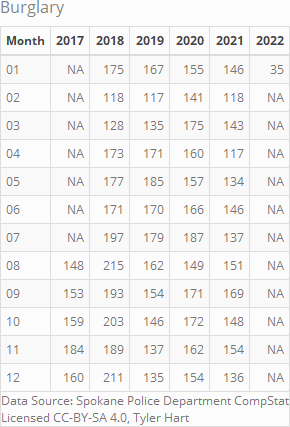 Burglary
Month 2017 2018 2019 2020 2021 2022
01 NA 175 167 155 146 35
02 NA 118 117 141 118 NA
03 NA 128 135 175 143 NA
04 NA 173 171 160 117 NA
05 NA 177 185 157 134 NA
06 NA 171 170 166 146 NA
07 NA 197 179 187 137 NA
08 148 215 162 149 151 NA
09 153 193 154 171 169 NA
10 159 203 146 172 148 NA
11 184 189 137 162 154 NA
12 160 211 135 154 136 NA
Data Source: Spokane Police Department CompStat
Licensed CC-BY-SA 4.0, Tyler Hart